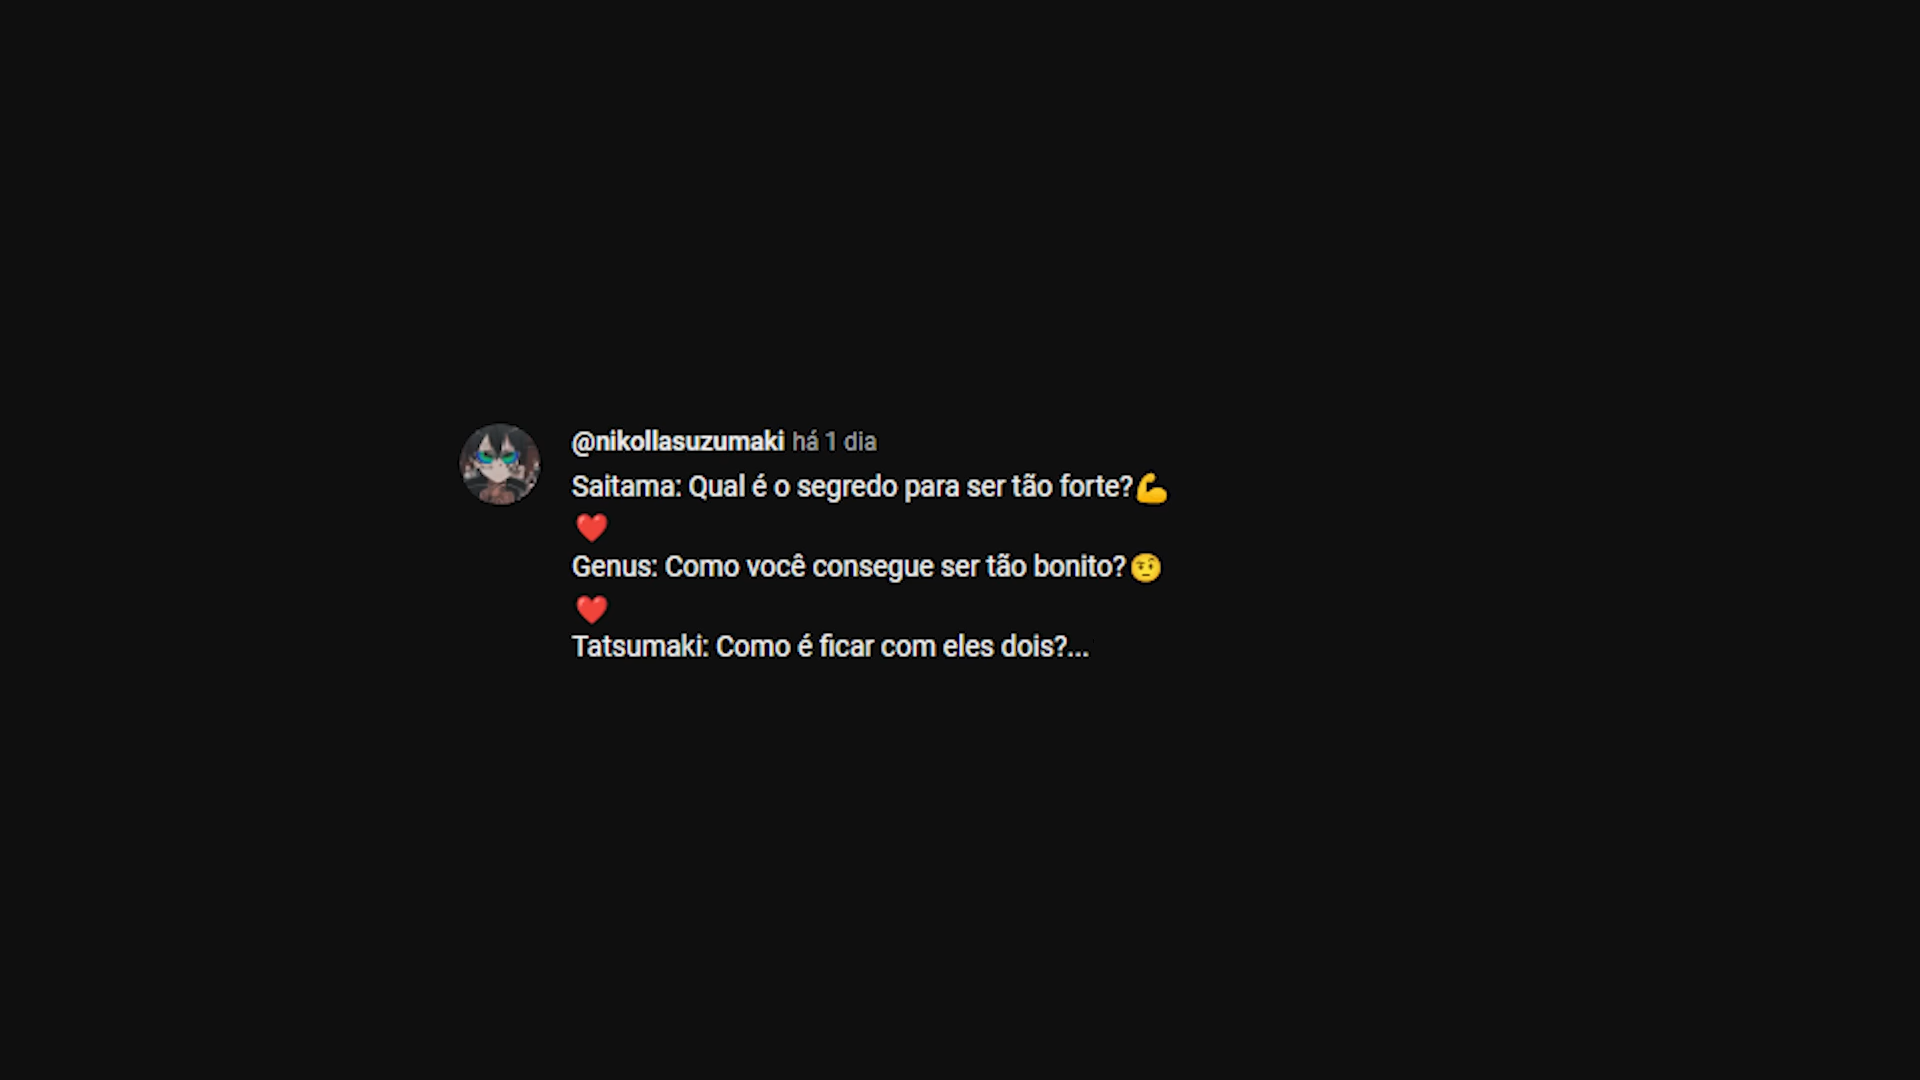 @nikollasuzumaki há 1 dia
Saitama: Qual é o segredo para ser tão forte?💪
❤️
Genus: Como você consegue ser tão bonito?🤨
❤️
Tatsumaki: Como é ficar com eles dois?...